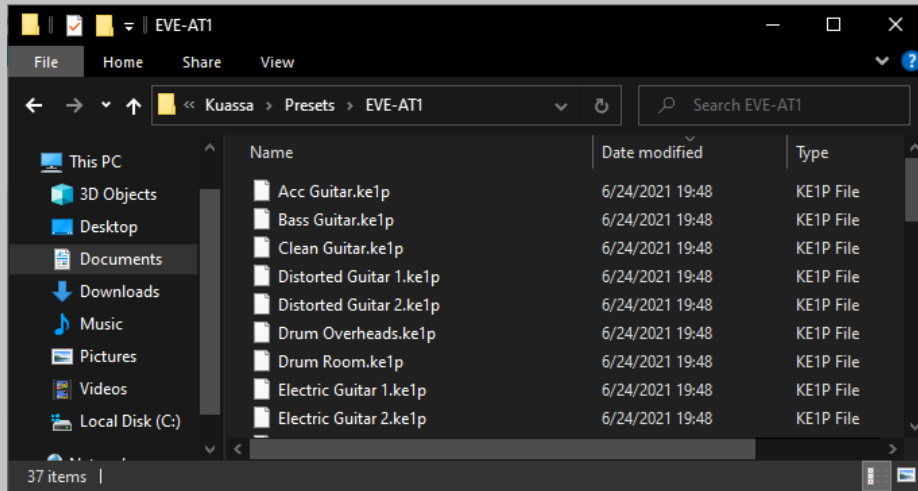 EVE-AT1
File Home Share View
« Kuassa › Presets › EVE-AT1 Search EVE-AT1
Name Date modified Type
This PC
3D Objects
Desktop
Documents
Downloads
Music
Pictures
Videos
Local Disk (C:)
Acc Guitar.ke1p 6/24/2021 19:48 KE1P File
Bass Guitar.ke1p 6/24/2021 19:48 KE1P File
Clean Guitar.ke1p 6/24/2021 19:48 KE1P File
Distorted Guitar 1.ke1p 6/24/2021 19:48 KE1P File
Distorted Guitar 2.ke1p 6/24/2021 19:48 KE1P File
Drum Overheads.ke1p 6/24/2021 19:48 KE1P File
Drum Room.ke1p 6/24/2021 19:48 KE1P File
Electric Guitar 1.ke1p 6/24/2021 19:48 KE1P File
Electric Guitar 2.ke1p 6/24/2021 19:48 KE1P File
37 items